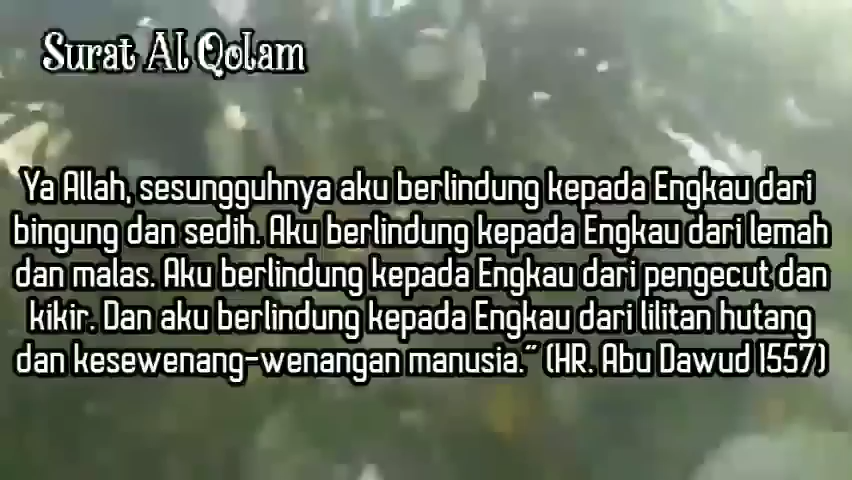 Surat Al Qolam
Ya Allah, sesungguhnya aku berlindung kepada Engkau dari
bingung dan sedih. Aku berlindung kepada Engkau dari lemah
dan malas. Aku berlindung kepada Engkau dari pengecut dan
kikir. Dan aku berlindung kepada Engkau dari lilitan hutang
dan kesewenang-wenangan manusia.” (HR. Abu Dawud 1557)